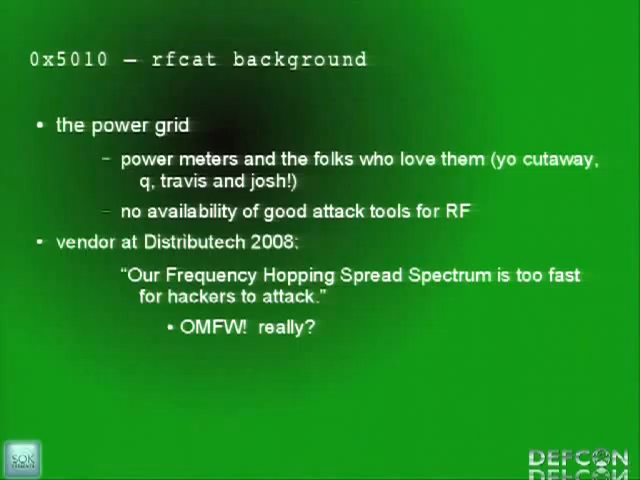 0x5010 – rfcat background
• the power grid
– power meters and the folks who love them (yo cutaway,
q, travis and josh!)
– no availability of good attack tools for RF
• vendor at Distributech 2008:
“Our Frequency Hopping Spread Spectrum is too fast
for hackers to attack.”
• OMFW! really?
SOK
DEFCON